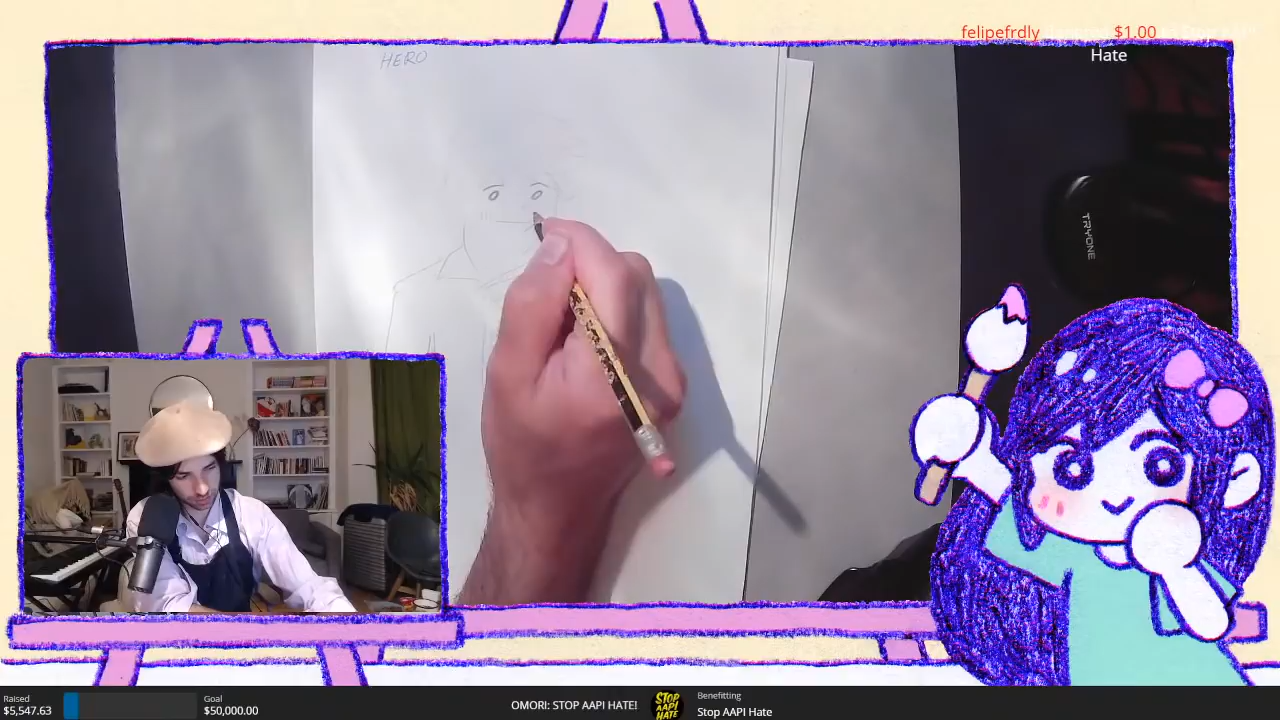 felipefrdly $1.00
Hate
HERO
TRYONE
Raised
$5,547.63
Goal
$50,000.00
OMORI: STOP AAPI HATE!
STOP
AAPI
HATE
Benefitting
Stop AAPI Hate